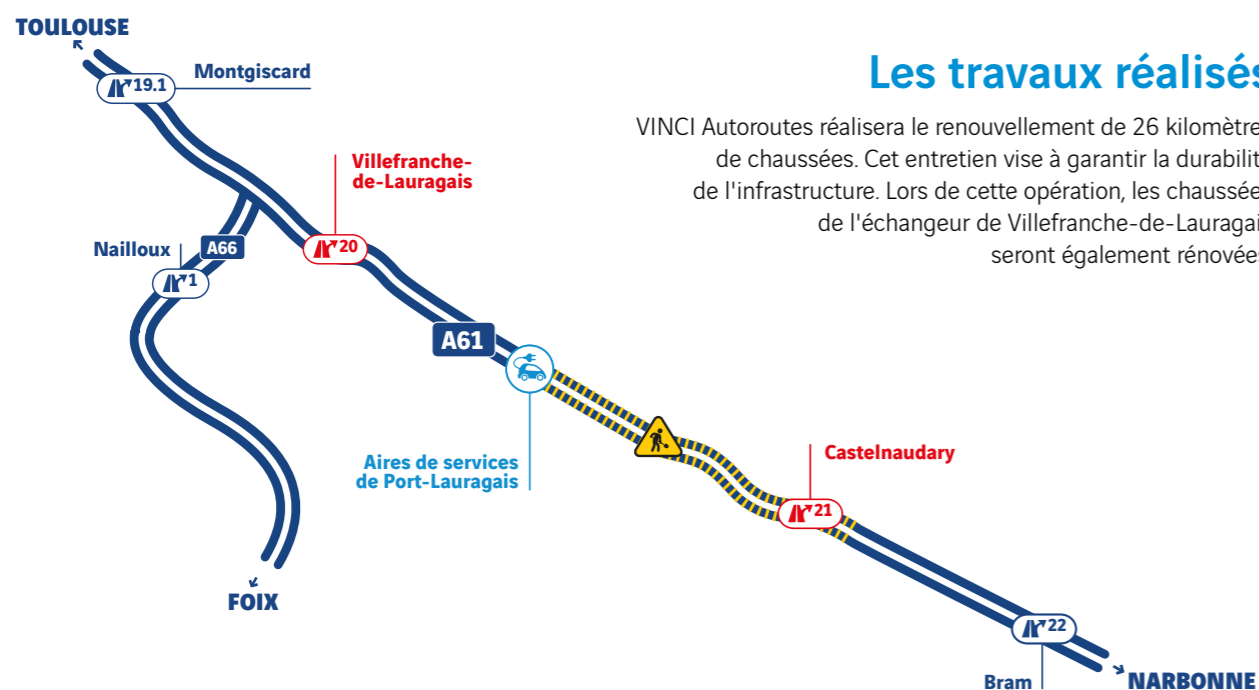 TOULOUSE
19.1
Montgiscard
Les travaux réalisés
VINCI Autoroutes réalisera le renouvellement de 26 kilomètre
de chaussées. Cet entretien vise à garantir la durabilit
de l'infrastructure. Lors de cette opération, les chaussée
de l'échangeur de Villefranche-de-Lauragai
seront également rénovée
Villefranche-
de-Lauragais
20
Nailloux
A66
1
A61
Aires de services
de Port-Lauragais
Castelnaudary
21
FOIX
22
Bram
NARBONNE